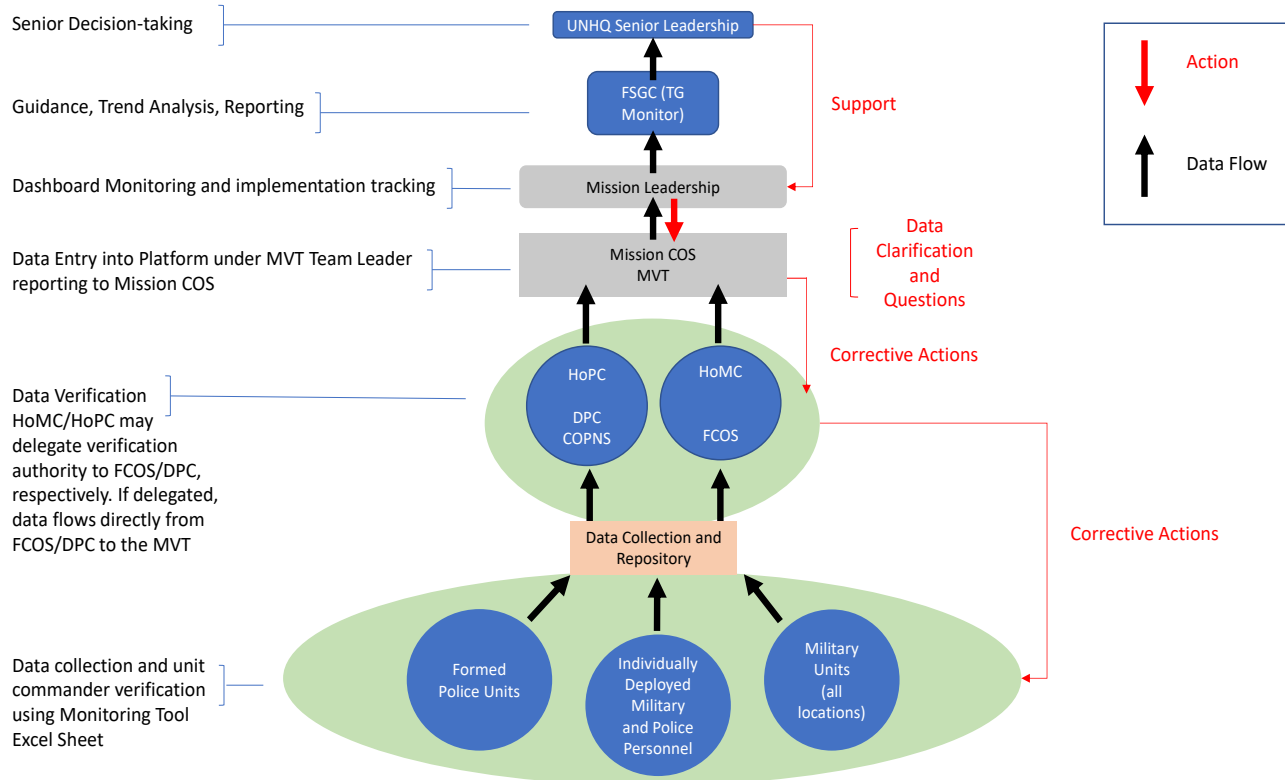 Senior Decision-taking
UNHQ Senior Leadership
Action
Data Flow
Guidance, Trend Analysis, Reporting
FSGC (TG
Monitor)
Support
Dashboard Monitoring and implementation tracking
Mission Leadership
Data Entry into Platform under MVT Team Leader
reporting to Mission COS
Mission COS
MVT
Data
Clarification
and
Questions
Corrective Actions
Data Verification
HoMC/HoPC may
delegate verification
authority to FCOS/DPC,
respectively. If delegated,
data flows directly from
FCOS/DPC to the MVT
HoPC
DPC
COPNS
HoMC
FCOS
Corrective Actions
Data Collection and
Repository
Data collection and unit
commander verification
using Monitoring Tool
Excel Sheet
Formed
Police Units
Individually
Deployed
Military
and Police
Personnel
Military
Units
(all
locations)